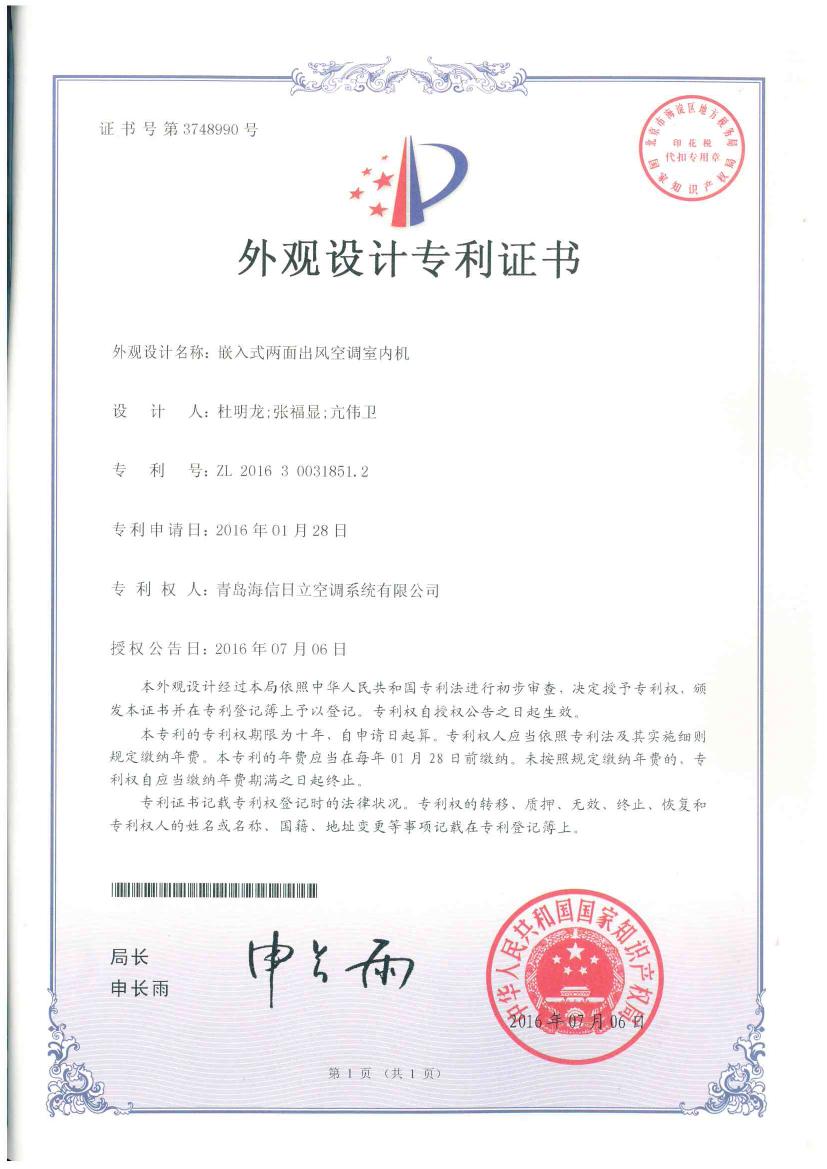 证书号第3748990号
北京市海淀区地方税务局
印花税
代扣专用章
国家知识产权局
外观设计专利证书
外观设计名称：嵌入式两面出风空调室内机
设计人：杜明龙;张福显;亢伟卫
专利号：ZL 2016 3 0031851.2
专利申请日：2016年01月28日
专利权人：青岛海信日立空调系统有限公司
授权公告日：2016年07月06日
本外观设计经过本局依照中华人民共和国专利法进行初步审查，决定授予专利权，颁
发本证书并在专利登记簿上予以登记。专利权自授权公告之日起生效。
本专利的专利权期限为十年，自申请日起算。专利权人应当依照专利法及其实施细则
规定缴纳年费。本专利的年费应当在每年01月28日前缴纳。未按照规定缴纳年费的，专
利权自应当缴纳年费期满之日起终止。
专利证书记载专利权登记时的法律状况。专利权的转移、质押、无效、终止、恢复和
专利权人的姓名或名称、国籍、地址变更等事项记载在专利登记簿上。
局长
申长雨
申长雨
中华人民共和国国家知识产权局
2016年07月06日
第1页（共1页）